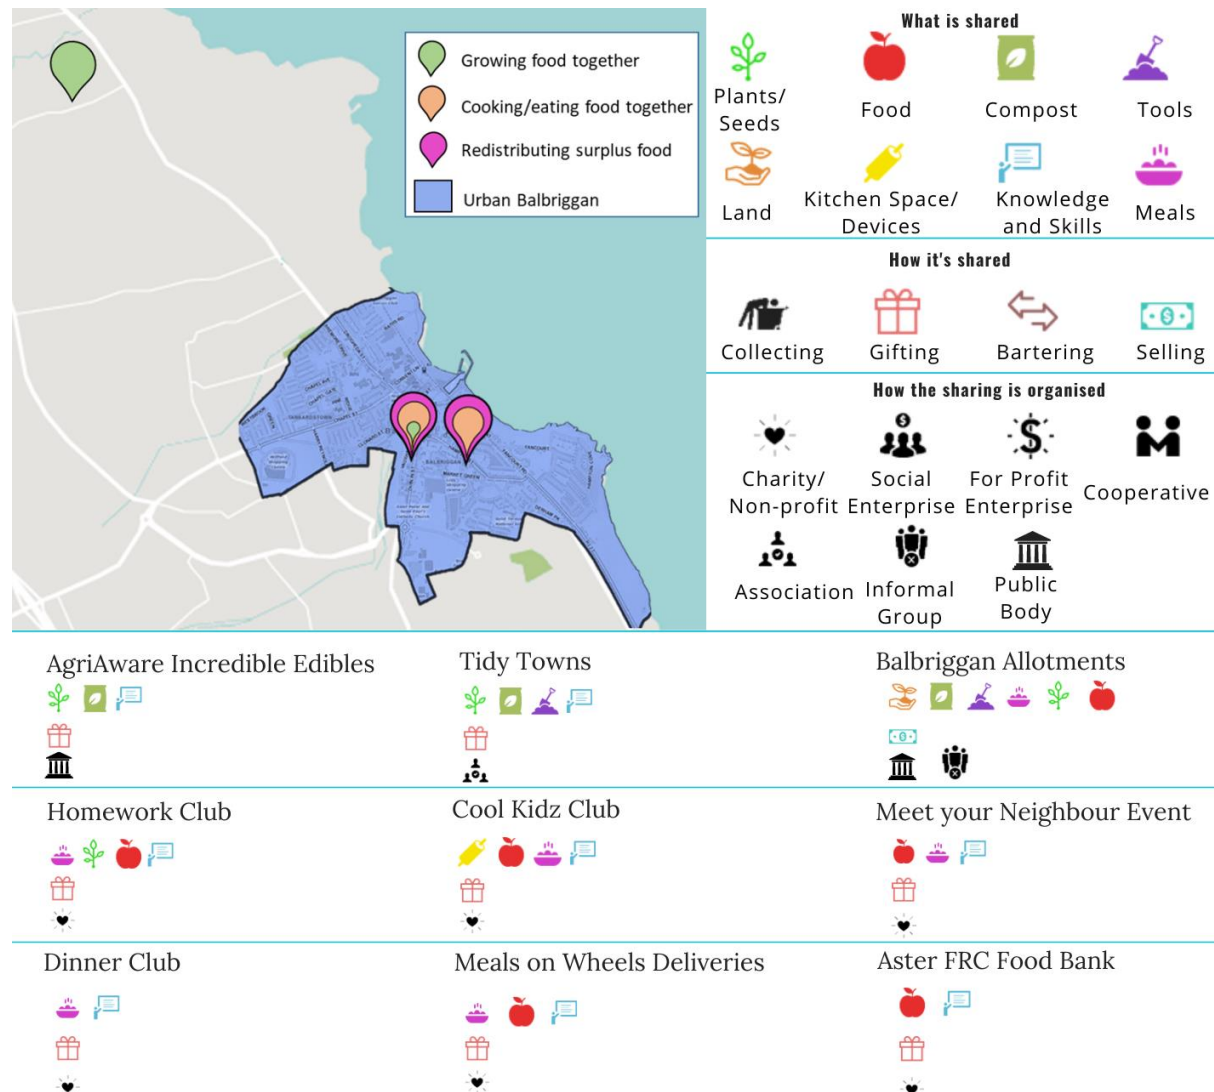 Growing food together
Cooking/eating food together
Redistributing surplus food
Urban Balbriggan
BALBRIGGAN
What is shared
Plants/
Seeds
Food
Compost
Tools
Land
Kitchen Space/
Devices
Knowledge
and Skills
Meals
How it's shared
Collecting
Gifting
Bartering
Selling
How the sharing is organised
Charity/
Non-profit
Social
Enterprise
For Profit
Enterprise
Cooperative
Association
Informal
Group
Public
Body
AgriAware Incredible Edibles
Tidy Towns
Balbriggan Allotments
Homework Club
Cool Kidz Club
Meet your Neighbour Event
Dinner Club
Meals on Wheels Deliveries
Aster FRC Food Bank